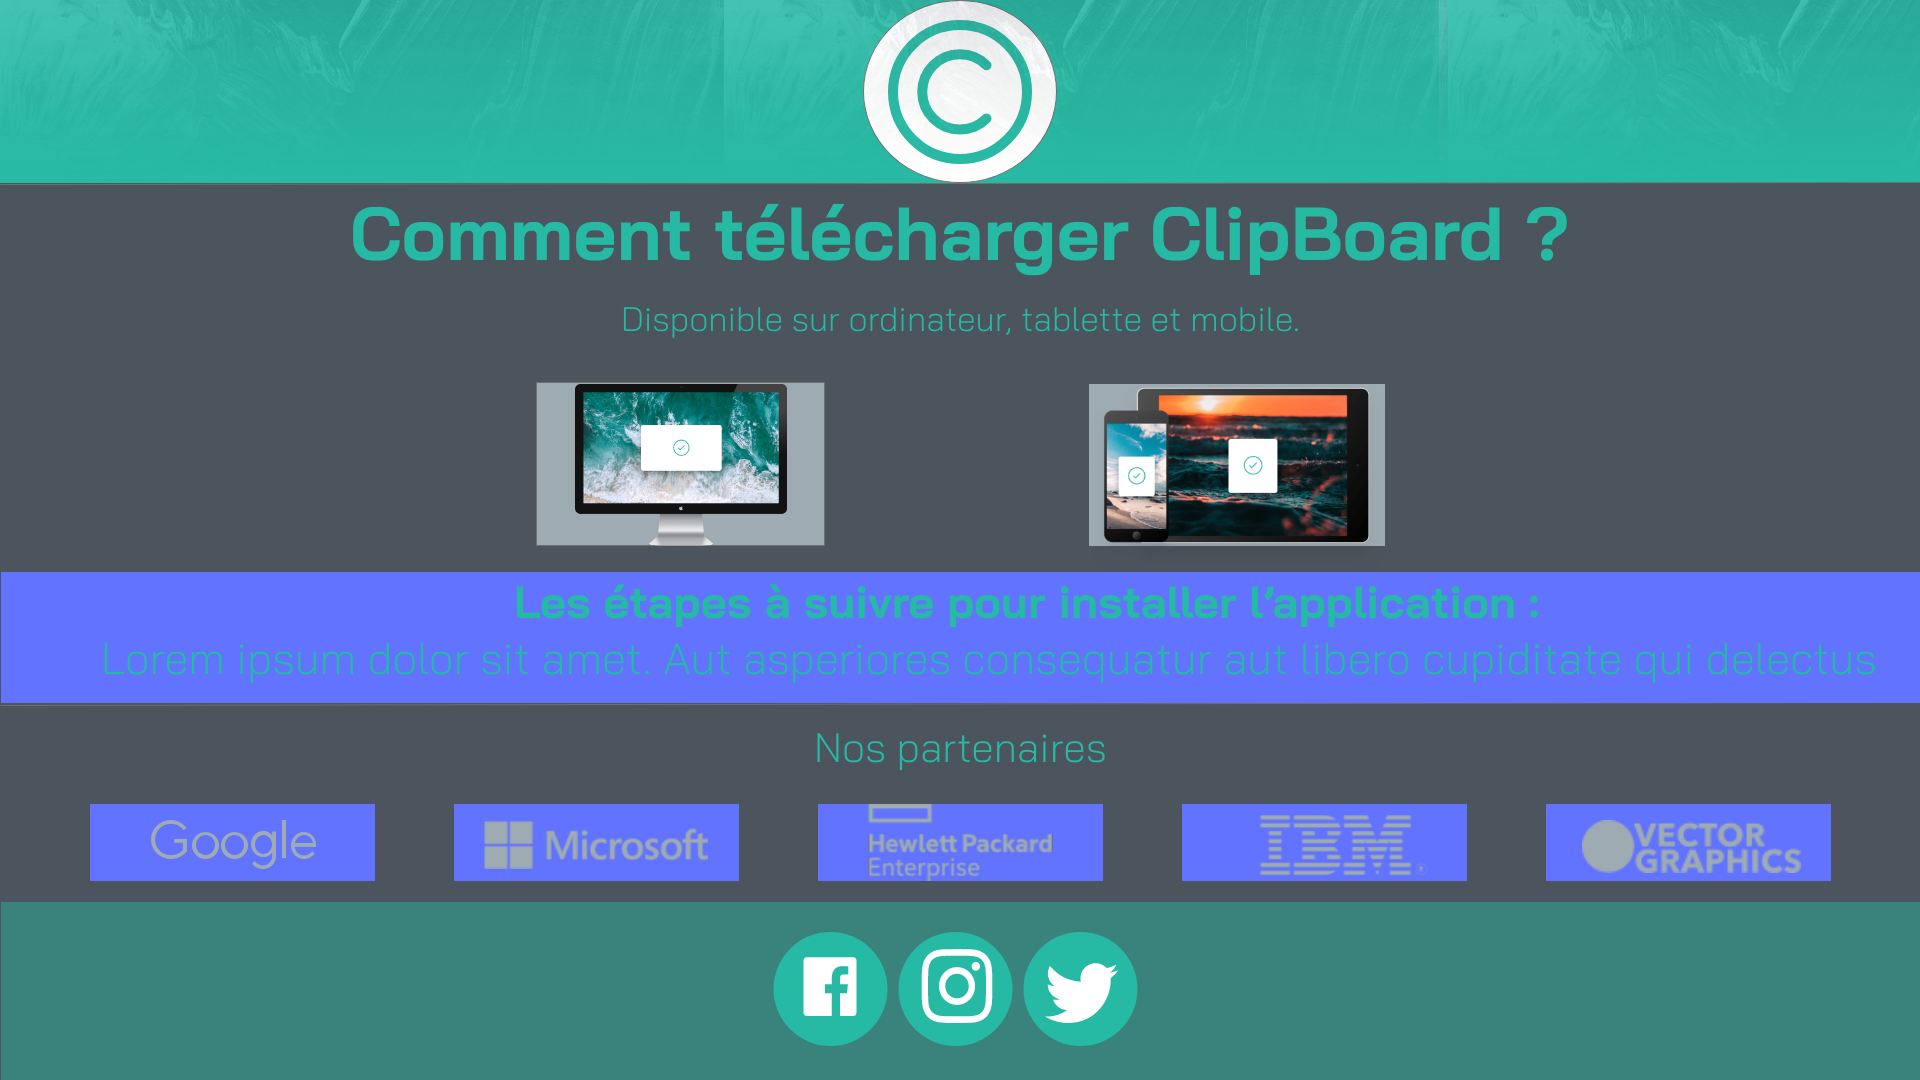 Comment télécharger ClipBoard ?
Disponible sur ordinateur, tablette et mobile.
Les étapes à suivre pour installer l’application :
Lorem ipsum dolor sit amet. Aut asperiores consequatur aut libero cupiditate qui delectus
Nos partenaires
Google
Microsoft
Hewlett Packard
Enterprise
IBM
VECTOR
GRAPHICS